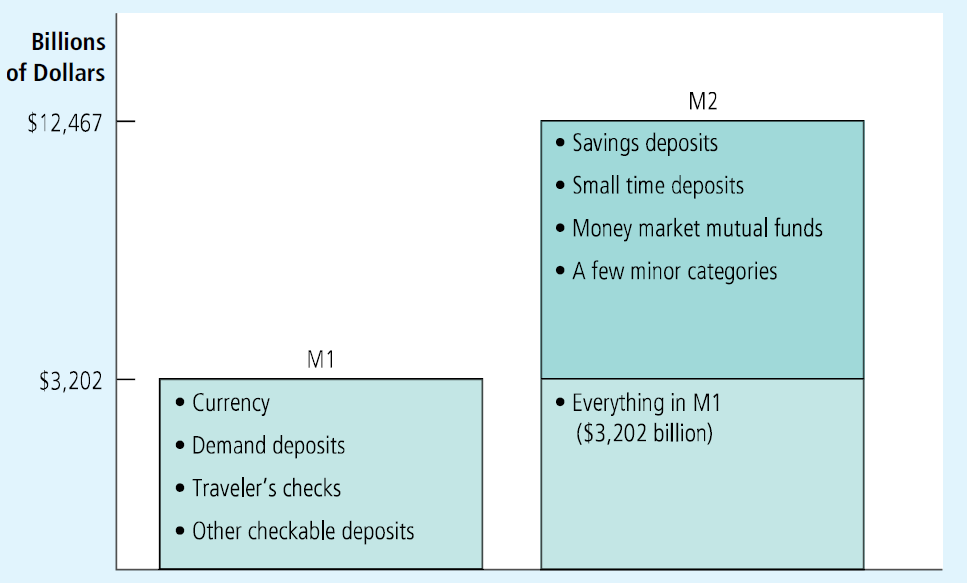 Billions
of Dollars
$12,467
$3,202
M1
• Currency
• Demand deposits
• Traveler’s checks
• Other checkable deposits
M2
• Savings deposits
• Small time deposits
• Money market mutual funds
• A few minor categories
• Everything in M1
($3,202 billion)